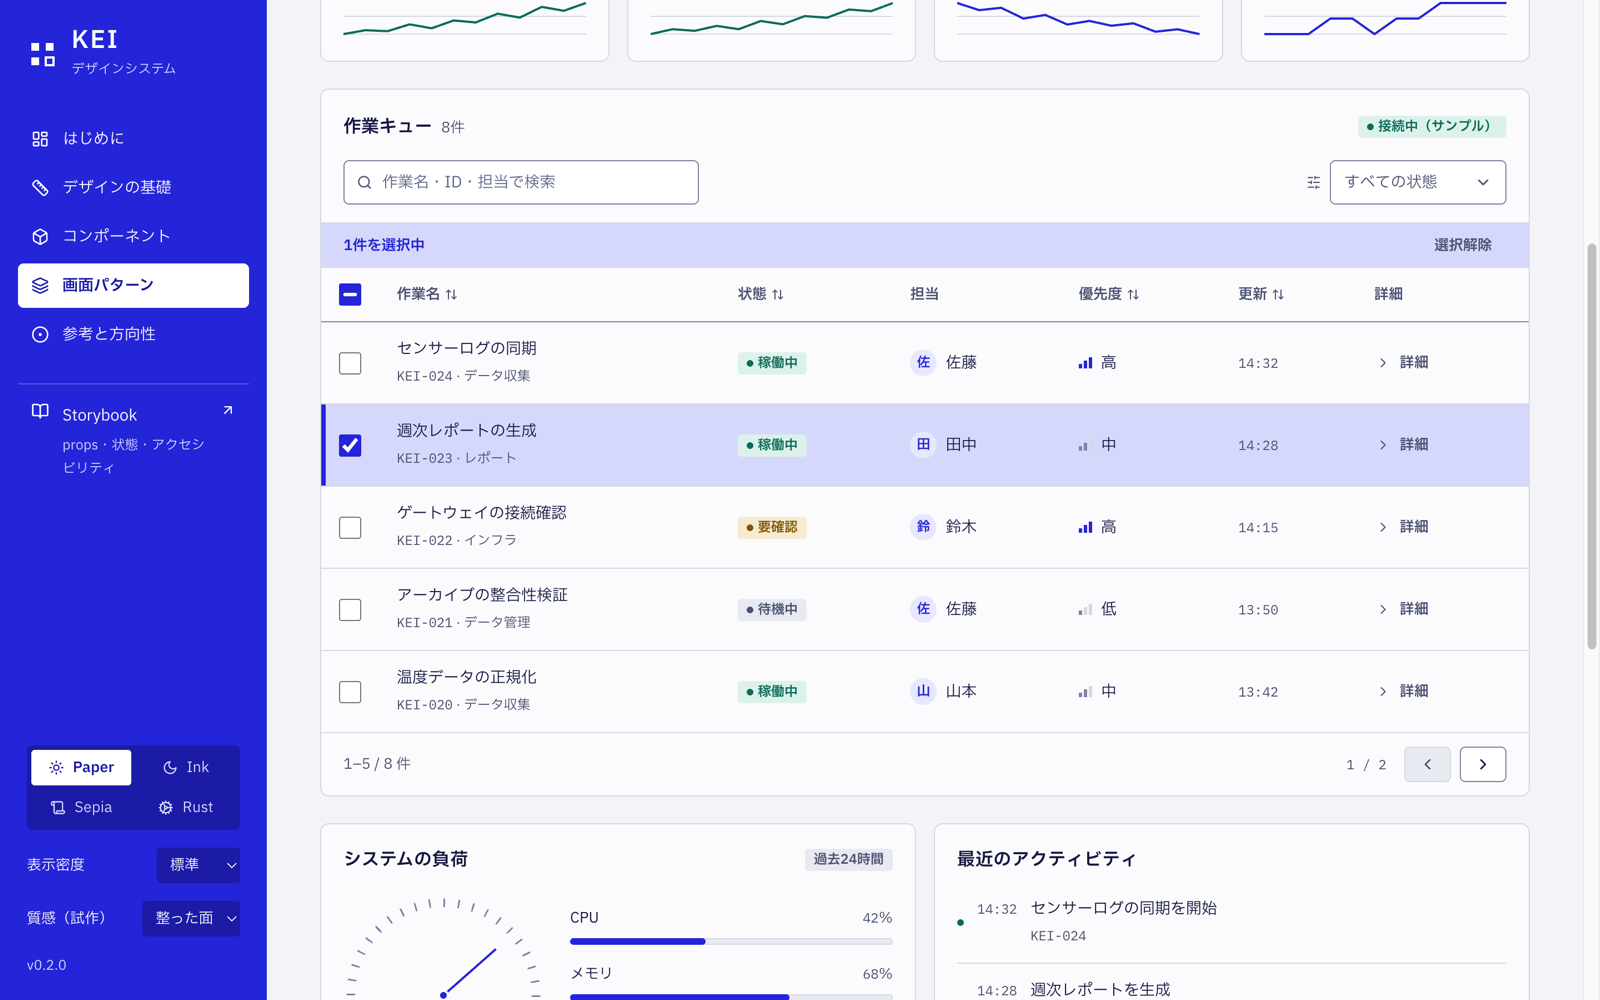 KEI
デザインシステム
はじめに
デザインの基礎
コンポーネント
画面パターン
参考と方向性
Storybook
props・状態・アクセシ
ビリティ
Paper
Ink
Sepia
Rust
表示密度
標準
質感（試作）
整った面
v0.2.0
作業キュー 8件
接続中（サンプル）
作業名・ID・担当で検索
すべての状態
1件を選択中
選択解除
作業名 状態 担当 優先度 更新 詳細
センサーログの同期
KEI-024・データ収集
稼働中
佐 佐藤
高
14:32
詳細
週次レポートの生成
KEI-023・レポート
稼働中
田 田中
中
14:28
詳細
ゲートウェイの接続確認
KEI-022・インフラ
要確認
鈴 鈴木
高
14:15
詳細
アーカイブの整合性検証
KEI-021・データ管理
待機中
佐 佐藤
低
13:50
詳細
温度データの正規化
KEI-020・データ収集
稼働中
山 山本
中
13:42
詳細
1–5 / 8 件
1 / 2
システムの負荷
過去24時間
CPU
42%
メモリ
68%
最近のアクティビティ
14:32 センサーログの同期を開始
KEI-024
14:28 週次レポートを生成